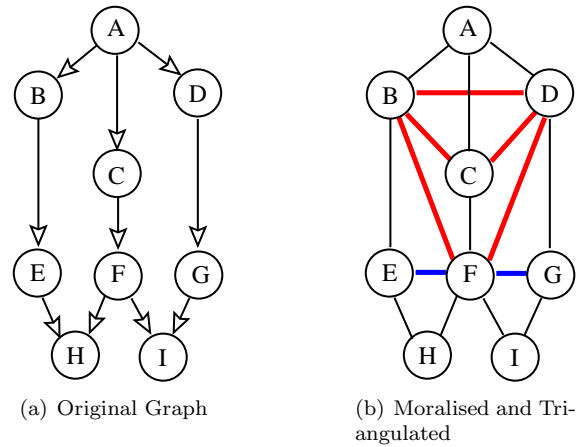 A
B
D
C
E
F
G
H
I
(a) Original Graph
A
B
D
C
E
F
G
H
I
(b) Moralised and Tri-
angulated